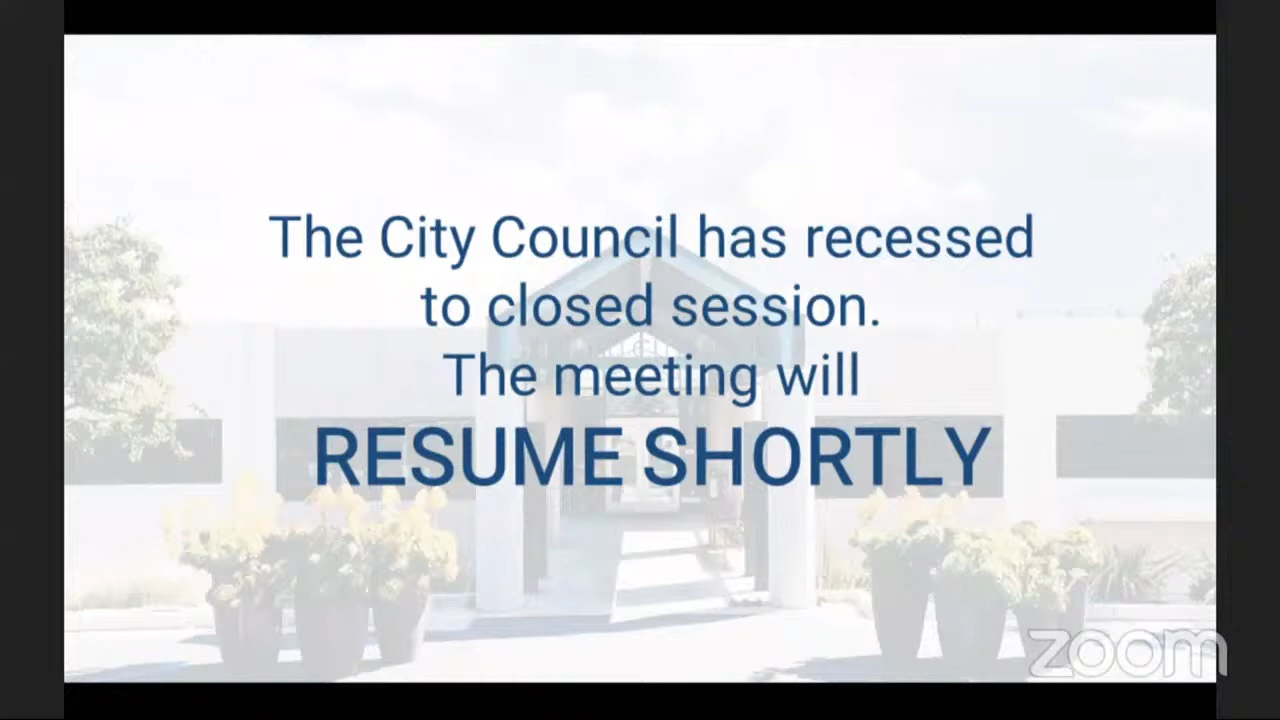 The City Council has recessed
to closed session.
The meeting will
RESUME SHORTLY
zoom